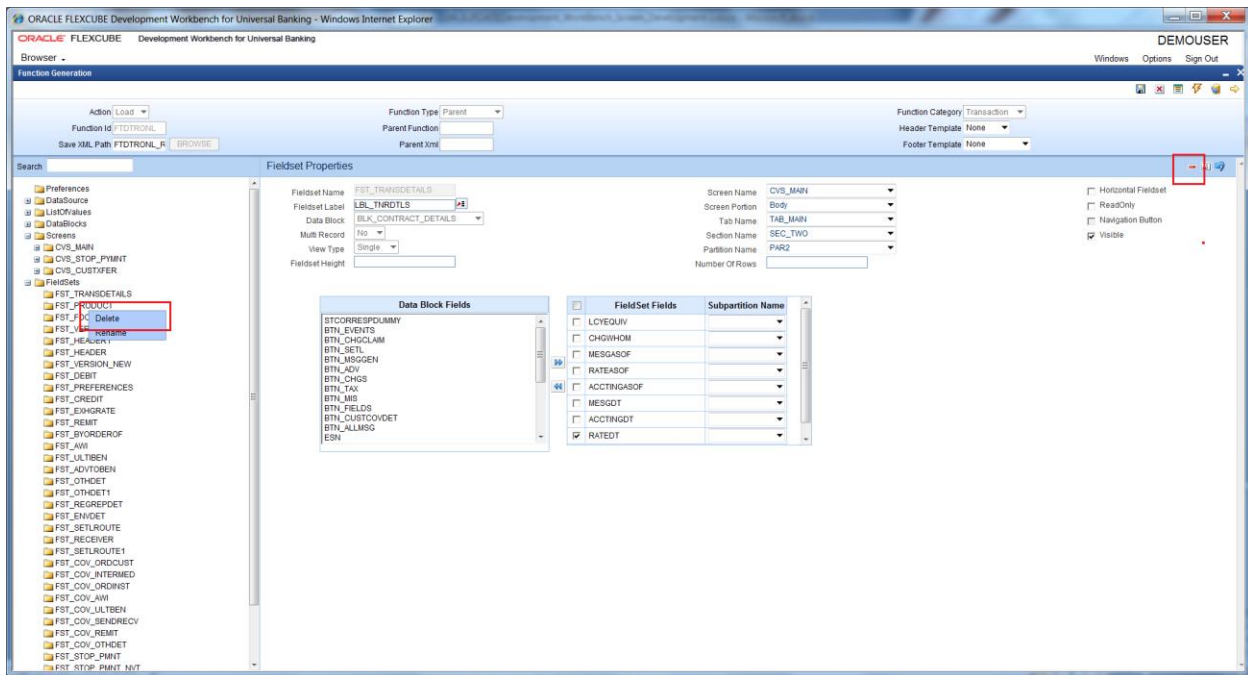 ORACLE FLEXCUBE Development Workbench for Universal Banking - Windows Internet Explorer
ORACLE FLEXCUBE Development Workbench for Universal Banking
DEMOUSER
Browser
Windows Options Sign Out
Function Generation
Action Load
Function Type Parent
Function Category Transaction
Function Id FTDTRONL
Parent Function
Header Template None
Save XML Path FTDTRONL_R BROWSE
Parent Xml
Footer Template None
Search
Fieldset Properties
Preferences
DataSource
ListOfValues
DataBlocks
Screens
CVS_MAIN
CVS_STOP_PYMNT
CVS_CUSTXFER
FieldSets
FST_TRANSDETAILS
FST_PRODUCT
Delete
Rename
FST_HEADER1
FST_HEADER
FST_VERSION_NEW
FST_DEBIT
FST_PREFERENCES
FST_CREDIT
FST_EXHGRATE
FST_REMIT
FST_BYORDEROF
FST_AWI
FST_ULTIBEN
FST_ADVTOBEN
FST_OTHDET
FST_OTHDET1
FST_REGREPDET
FST_ENVDET
FST_SETLROUTE
FST_RECEIVER
FST_SETLROUTE1
FST_COV_ORDCUST
FST_COV_INTERMED
FST_COV_ORDINST
FST_COV_AWI
FST_COV_ULTBEN
FST_COV_SENDRECV
FST_COV_REMIT
FST_COV_OTHDET
FST_STOP_PMNT
FST_STOP_PMNT_NVT
Fieldset Name FST_TRANSDETAILS
Fieldset Label LBL_TNRDTLS
Data Block BLK_CONTRACT_DETAILS
Multi Record No
View Type Single
Fieldset Height
Screen Name CVS_MAIN
Screen Portion Body
Tab Name TAB_MAIN
Section Name SEC_TWO
Partition Name PAR2
Number Of Rows
Horizontal Fieldset
ReadOnly
Navigation Button
Visible
Data Block Fields
STCORRESPDUMMY
BTN_EVENTS
BTN_CHGCLAIM
BTN_SETL
BTN_MSGGEN
BTN_ADV
BTN_CHGS
BTN_TAX
BTN_MIS
BTN_FIELDS
BTN_CUSTCOVDET
BTN_ALLMSG
ESN
FieldSet Fields Subpartition Name
LCYEQUIV
CHGWHOM
MESGASOF
RATEASOF
ACCTINGASOF
MESGDT
ACCTINGDT
RATEDT